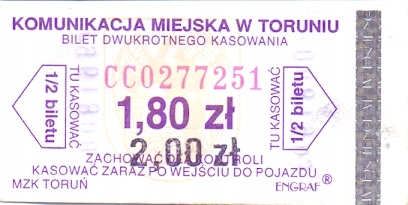 KOMUNIKACJA MIEJSKA W TORUNIU
BILET DWUKROTNEGO KASOWANIA
TU KASOWAĆ
1/2 biletu
CC0277251
1,80 zł
2,00 zł
TU KASOWAĆ
1/2 biletu
ZACHOWAĆ DLA KONTROLI
KASOWAĆ ZARAZ PO WEJŚCIU DO POJAZDU
MZK TORUŃ
ENGRAF®